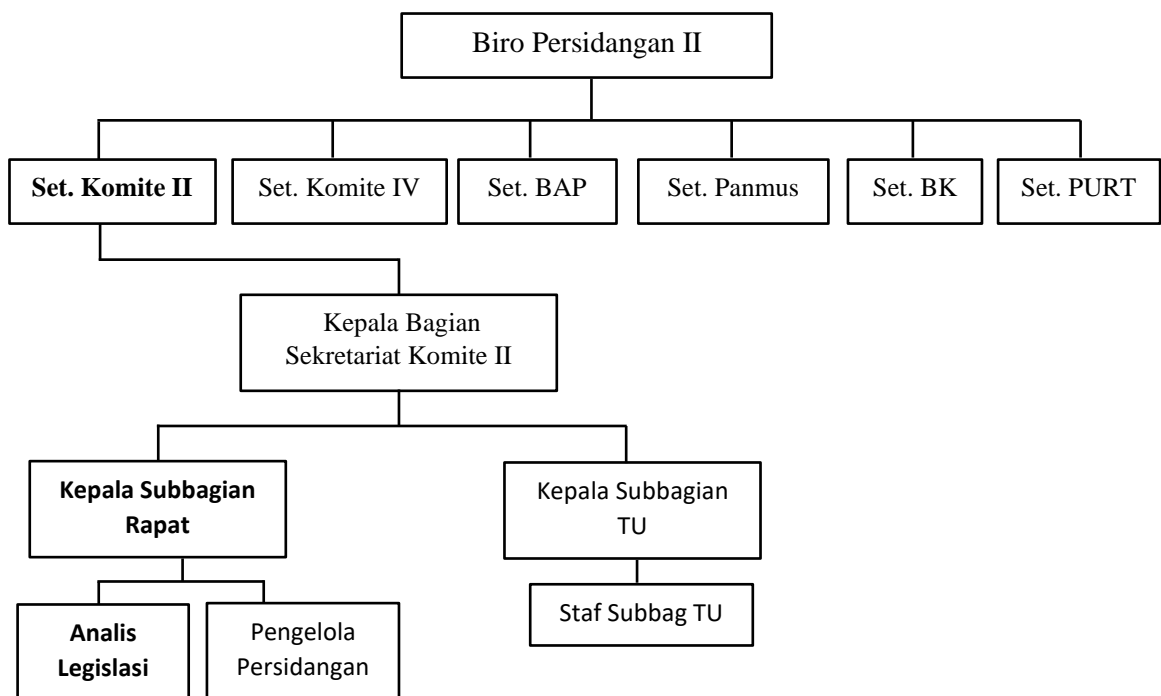 Biro Persidangan II
Set. Komite II
Set. Komite IV
Set. BAP
Set. Panmus
Set. BK
Set. PURT
Kepala Bagian
Sekretariat Komite II
Kepala Subbagian
Rapat
Kepala Subbagian
TU
Analis
Legislasi
Pengelola
Persidangan
Staf Subbag TU